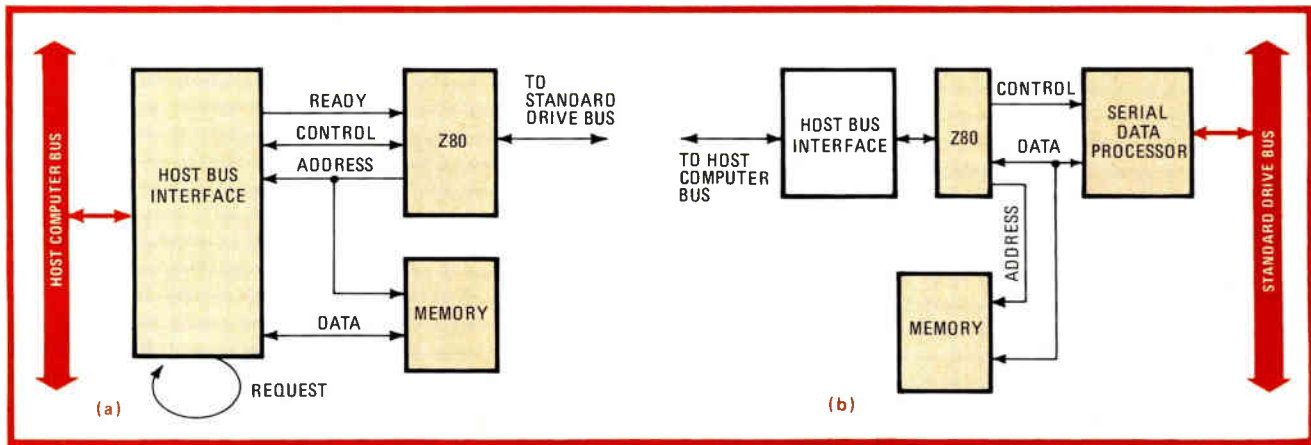 HOST COMPUTER BUS
HOST BUS
INTERFACE
READY
CONTROL
ADDRESS
DATA
REQUEST
Z80
MEMORY
TO
STANDARD
DRIVE BUS
(a)
TO HOST
COMPUTER
BUS
HOST BUS
INTERFACE
Z80
CONTROL
DATA
ADDRESS
MEMORY
SERIAL
DATA
PROCESSOR
STANDARD DRIVE BUS
(b)